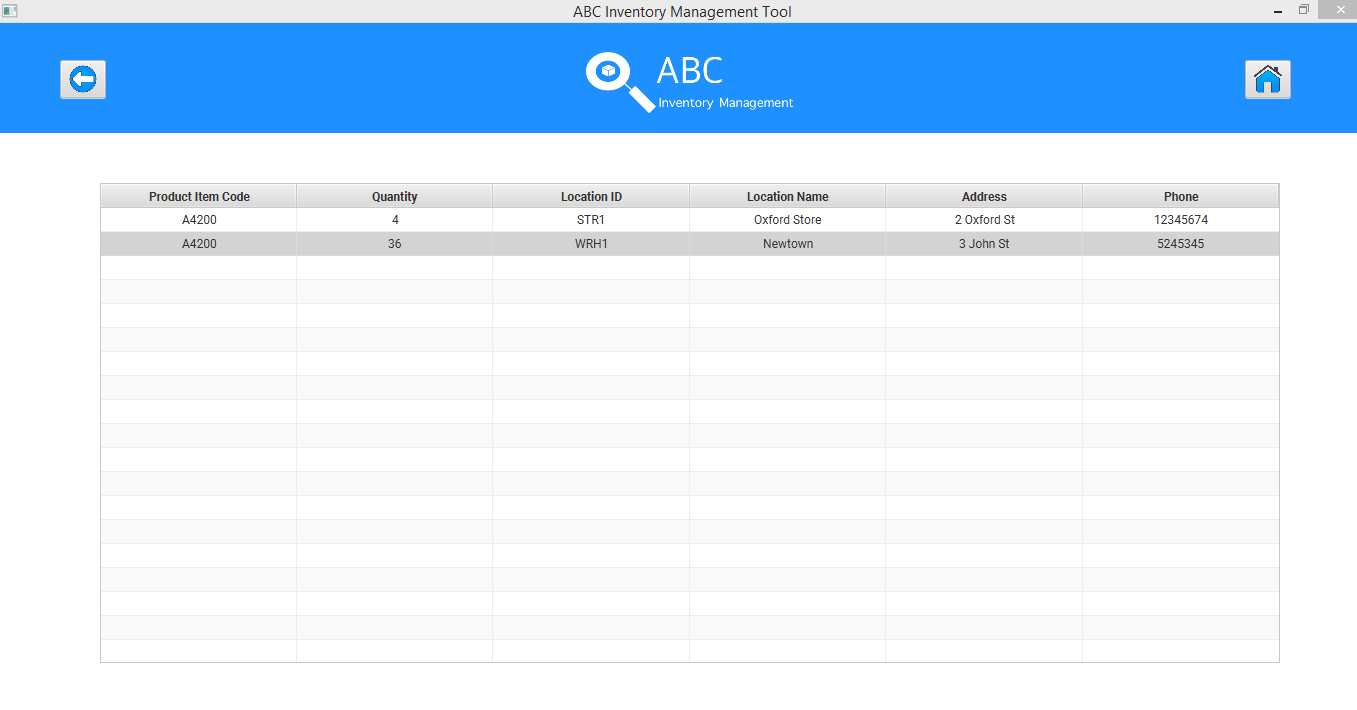 ABC Inventory Management Tool
ABC
Inventory Management
Product Item Code Quantity Location ID Location Name Address Phone
A4200 4 STR1 Oxford Store 2 Oxford St 12345674
A4200 36 WRH1 Newtown 3 John St 5245345